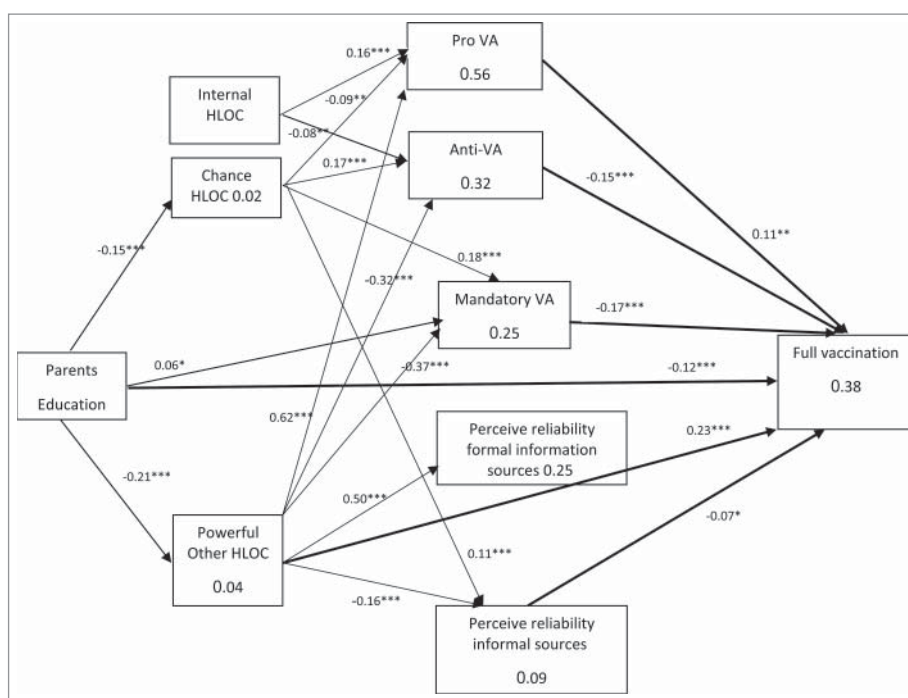 Pro VA
0.56
0.16***
Internal
HLOC
-0.09**
-0.08**
Anti-VA
0.32
0.17***
Chance
HLOC 0.02
-0.15***
0.11**
-0.15***
0.18***
-0.32***
Mandatory VA
0.25
-0.17***
Full vaccination
0.38
Parents
Education
0.06*
-0.37***
-0.12***
0.62***
Perceive reliability
formal information
sources 0.25
0.23***
-0.21***
0.50***
-0.07*
Powerful
Other HLOC
0.04
0.11***
-0.16***
Perceive reliability
informal sources
0.09